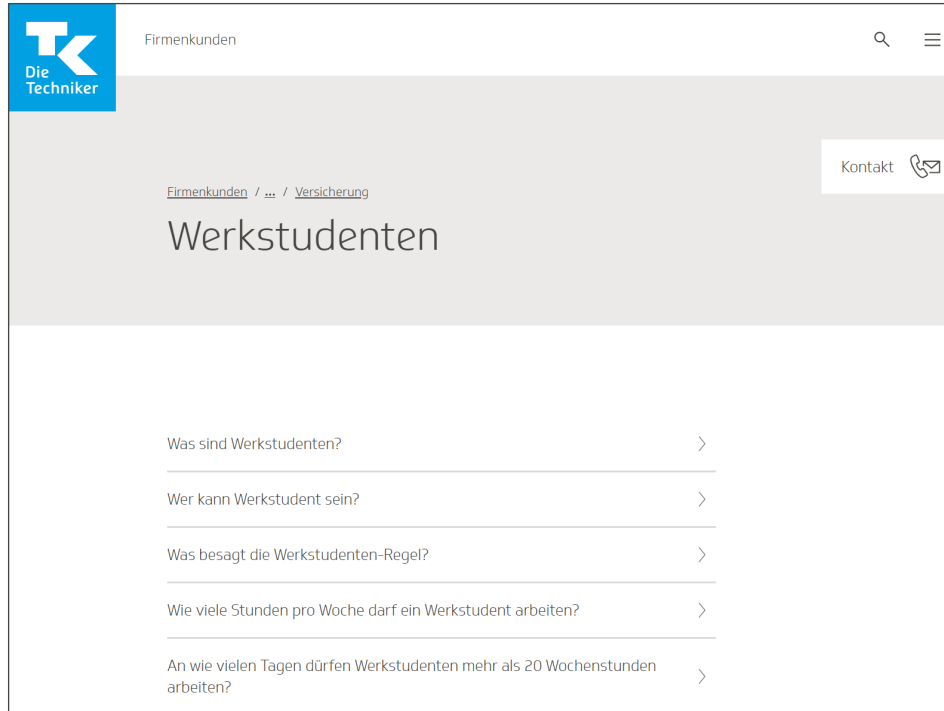 TK
Die
Techniker
Firmenkunden
Kontakt
Firmenkunden / ... / Versicherung
Werkstudenten
Was sind Werkstudenten?
Wer kann Werkstudent sein?
Was besagt die Werkstudenten-Regel?
Wie viele Stunden pro Woche darf ein Werkstudent arbeiten?
An wie vielen Tagen dürfen Werkstudenten mehr als 20 Wochenstunden
arbeiten?